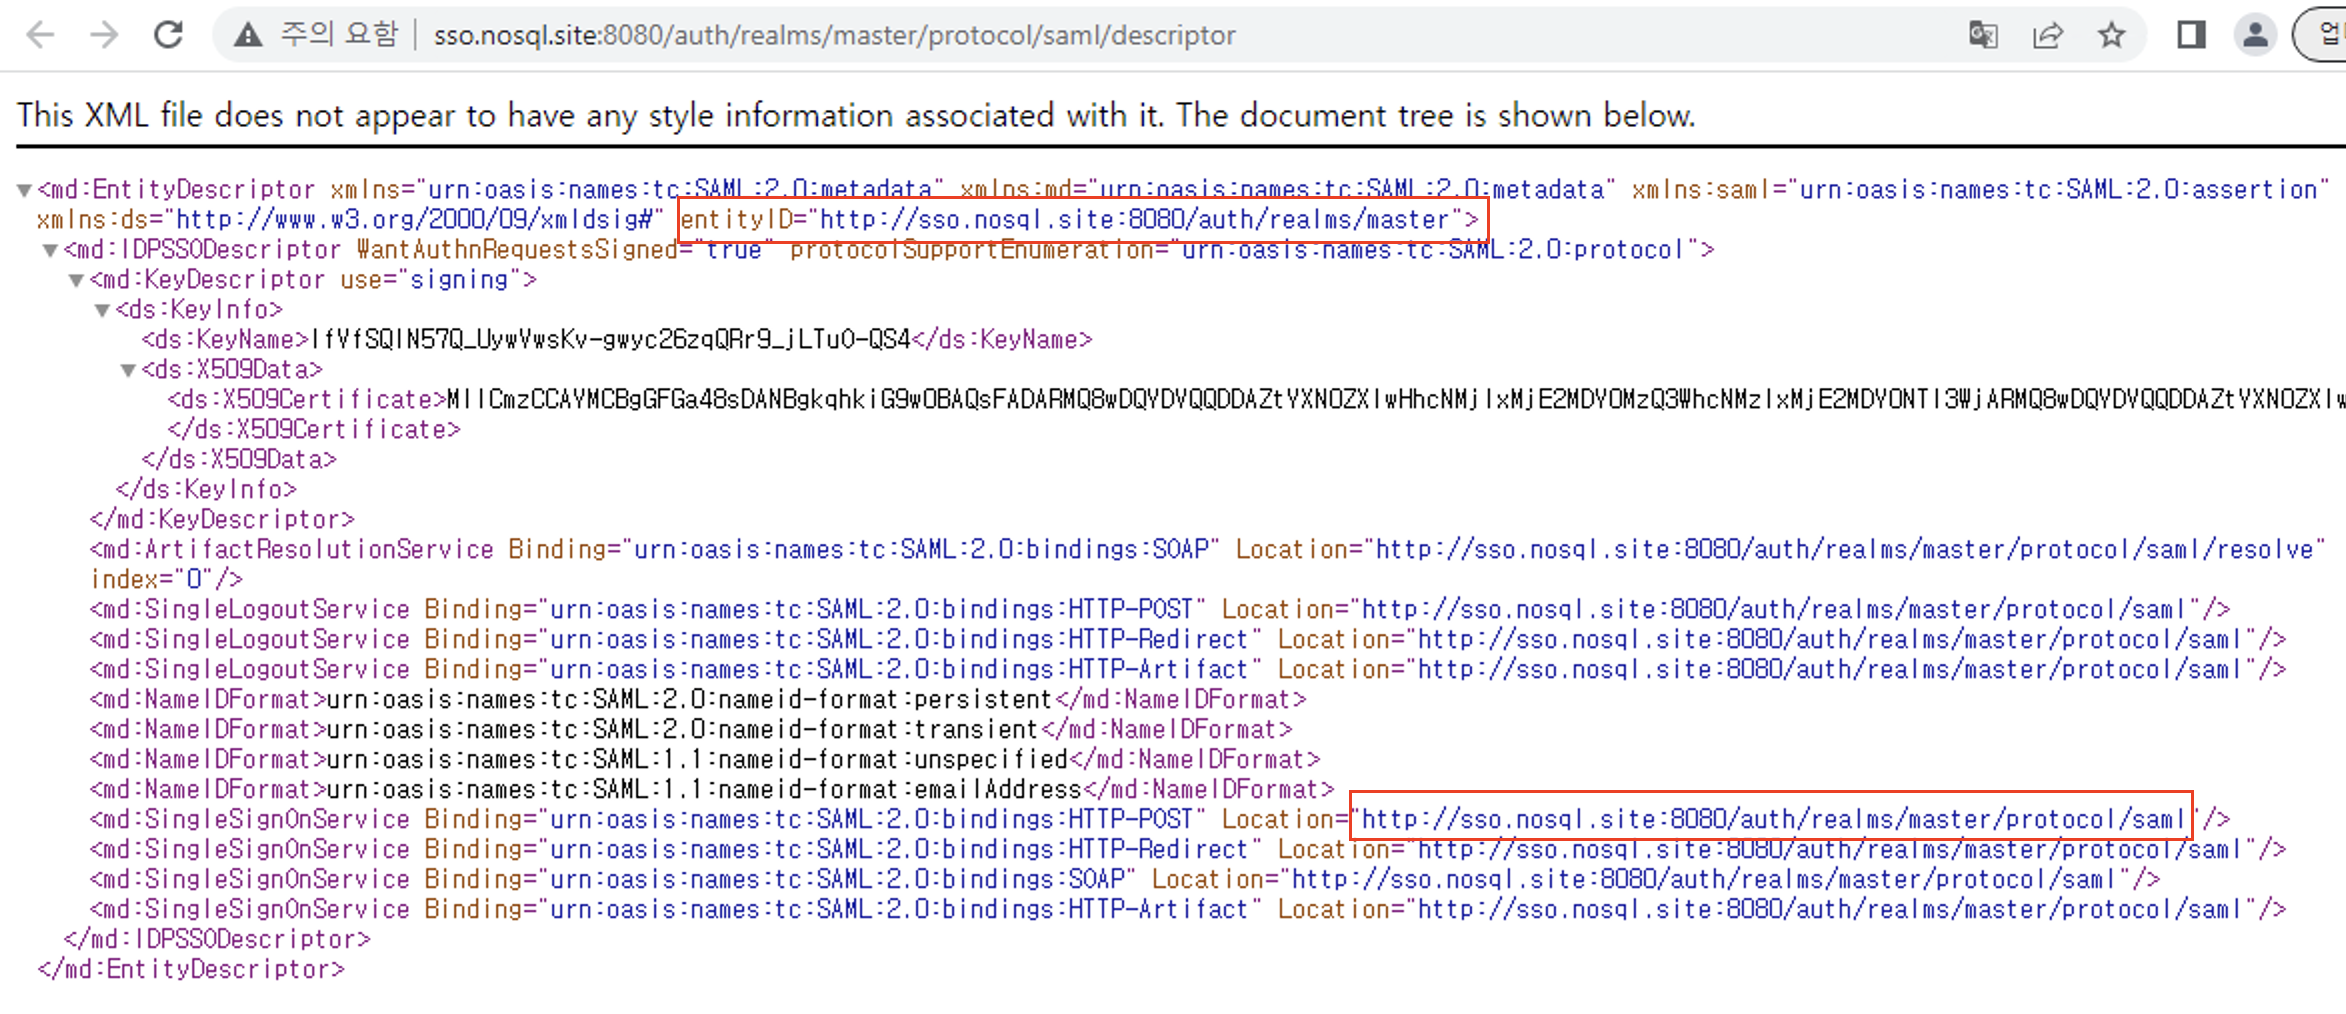 주의 요함 sso.nosql.site:8080/auth/realms/master/protocol/saml/descriptor
This XML file does not appear to have any style information associated with it. The document tree is shown below.
▼<md:EntityDescriptor xmlns="urn:oasis:names:tc:SAML:2.0:metadata" xmlns:md="urn:oasis:names:tc:SAML:2.0:metadata" xmlns:saml="urn:oasis:names:tc:SAML:2.0:assertion"
xmlns:ds="http://www.w3.org/2000/09/xmldsig#" entityID="http://sso.nosql.site:8080/auth/realms/master">
▼<md:IDPSSODescriptor WantAuthnRequestsSigned="true" protocolSupportEnumeration="urn:oasis:names:tc:SAML:2.0:protocol">
▼<md:KeyDescriptor use="signing">
▼<ds:KeyInfo>
<ds:KeyName>IfVfSQIN57Q_UywVwsKv-gwyc26zqQRr9_jLTu0-QS4</ds:KeyName>
▼<ds:X509Data>
<ds:X509Certificate>
</ds:X509Certificate>
</ds:X509Data>
</ds:KeyInfo>
</md:KeyDescriptor>
<md:ArtifactResolutionService Binding="urn:oasis:names:tc:SAML:2.0:bindings:SOAP" Location="http://sso.nosql.site:8080/auth/realms/master/protocol/saml/resolve"
index="0"/>
<md:SingleLogoutService Binding="urn:oasis:names:tc:SAML:2.0:bindings:HTTP-POST" Location="http://sso.nosql.site:8080/auth/realms/master/protocol/saml"/>
<md:SingleLogoutService Binding="urn:oasis:names:tc:SAML:2.0:bindings:HTTP-Redirect" Location="http://sso.nosql.site:8080/auth/realms/master/protocol/saml"/>
<md:SingleLogoutService Binding="urn:oasis:names:tc:SAML:2.0:bindings:HTTP-Artifact" Location="http://sso.nosql.site:8080/auth/realms/master/protocol/saml"/>
<md:NameIDFormat>urn:oasis:names:tc:SAML:2.0:nameid-format:persistent</md:NameIDFormat>
<md:NameIDFormat>urn:oasis:names:tc:SAML:2.0:nameid-format:transient</md:NameIDFormat>
<md:NameIDFormat>urn:oasis:names:tc:SAML:1.1:nameid-format:unspecified</md:NameIDFormat>
<md:NameIDFormat>urn:oasis:names:tc:SAML:1.1:nameid-format:emailAddress</md:NameIDFormat>
<md:SingleSignOnService Binding="urn:oasis:names:tc:SAML:2.0:bindings:HTTP-POST" Location="http://sso.nosql.site:8080/auth/realms/master/protocol/saml"/>
<md:SingleSignOnService Binding="urn:oasis:names:tc:SAML:2.0:bindings:HTTP-Redirect" Location="http://sso.nosql.site:8080/auth/realms/master/protocol/saml"/>
<md:SingleSignOnService Binding="urn:oasis:names:tc:SAML:2.0:bindings:SOAP" Location="http://sso.nosql.site:8080/auth/realms/master/protocol/saml"/>
<md:SingleSignOnService Binding="urn:oasis:names:tc:SAML:2.0:bindings:HTTP-Artifact" Location="http://sso.nosql.site:8080/auth/realms/master/protocol/saml"/>
</md:IDPSSODescriptor>
</md:EntityDescriptor>